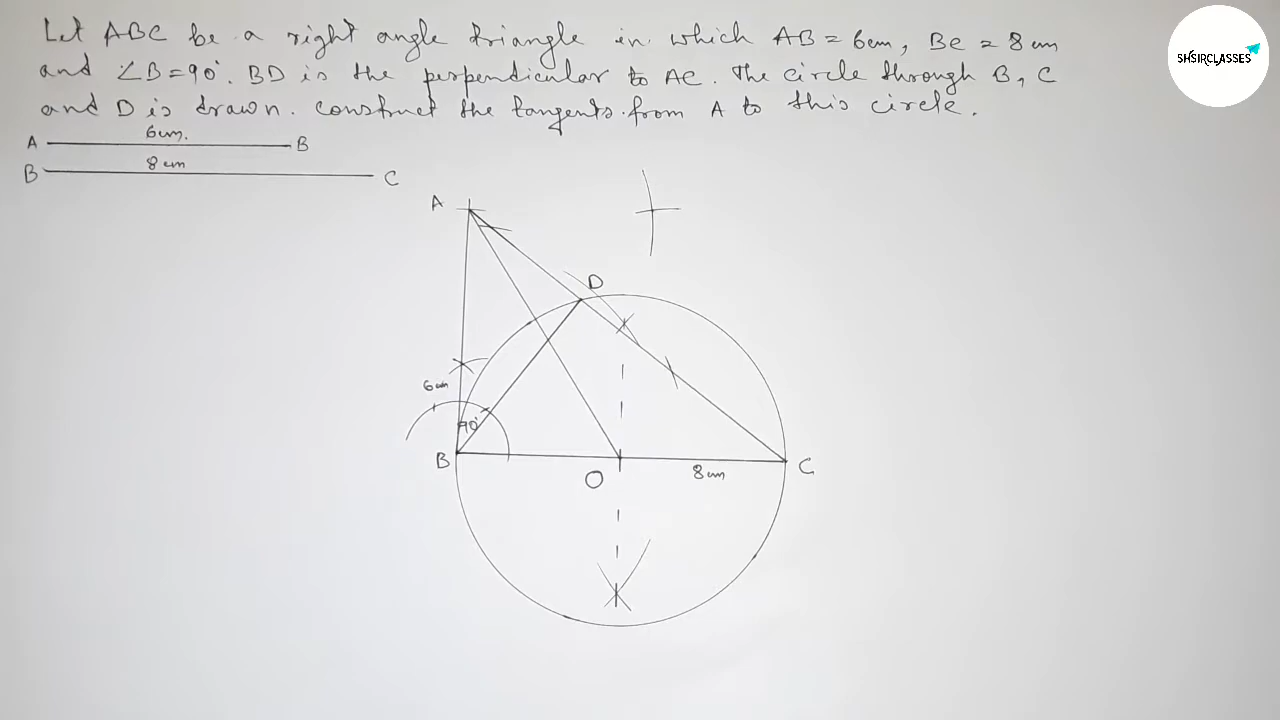 Let ABC be a right angle triangle in which AB = 6cm, BC = 8 cm
and ∠B = 90°. BD is the perpendicular to AC. The circle through B, C
and D is drawn. construct the tangents from A to this circle.
SHSIRCLASSES
A 6cm. B
B 8 cm C
A
D
6cm
90°
B
O
8cm
C